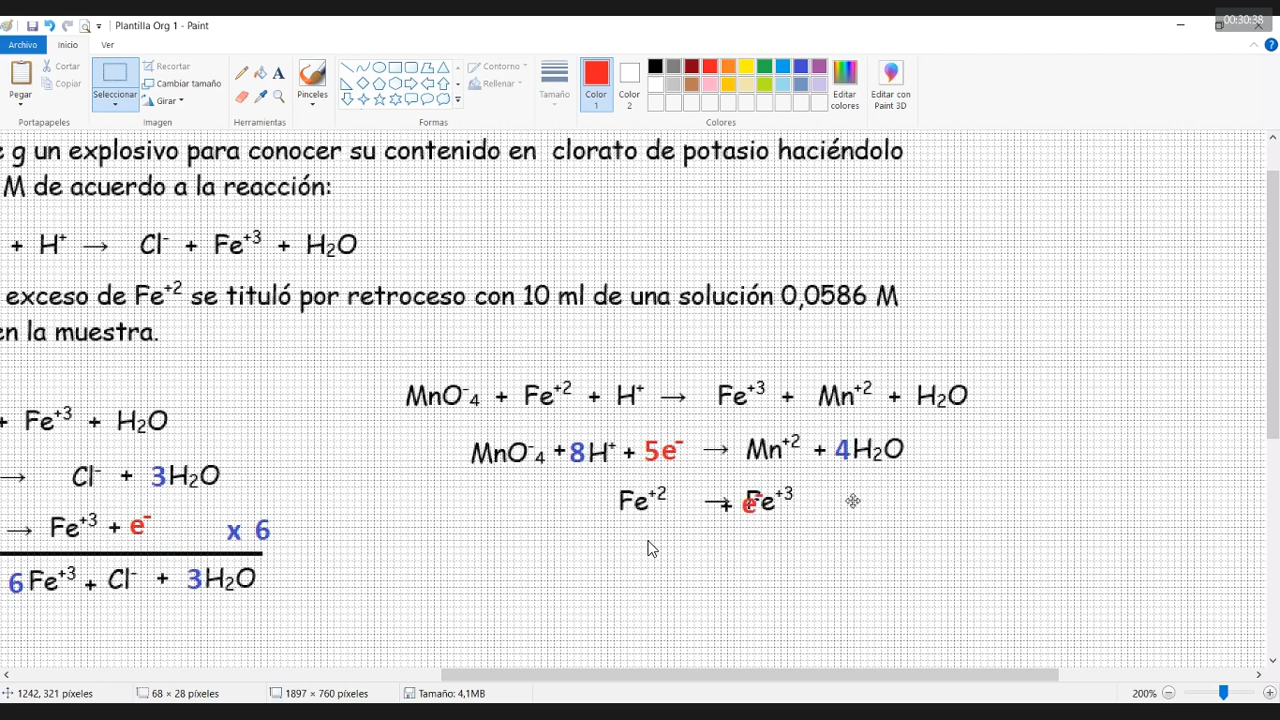 00:30:38
Plantilla Org 1 - Paint
Archivo Inicio Ver
Pegar
Cortar
Copiar
Portapapeles
Seleccionar
Recortar
Cambiar tamaño
Girar
Imagen
Herramientas
Pinceles
Contorno
Rellenar
Formas
Tamaño
Color 1
Color 2
Editar colores
Editar con Paint 3D
Colores
e g un explosivo para conocer su contenido en clorato de potasio haciéndolo
M de acuerdo a la reacción:
+ H⁺ → Cl⁻ + Fe⁺³ + H₂O
exceso de Fe⁺² se tituló por retroceso con 10 ml de una solución 0,0586 M
en la muestra.
MnO⁻₄ + Fe⁺² + H⁺ → Fe⁺³ + Mn⁺² + H₂O
+ Fe⁺³ + H₂O
MnO⁻₄ + 8H⁺ + 5e⁻ → Mn⁺² + 4H₂O
→ Cl⁻ + 3H₂O
Fe⁺² → + e⁻ Fe⁺³
→ Fe⁺³ + e⁻ x 6
6Fe⁺³ + Cl⁻ + 3H₂O
1242, 321 píxeles 68 × 28 píxeles 1897 × 760 píxeles Tamaño: 4,1MB 200%